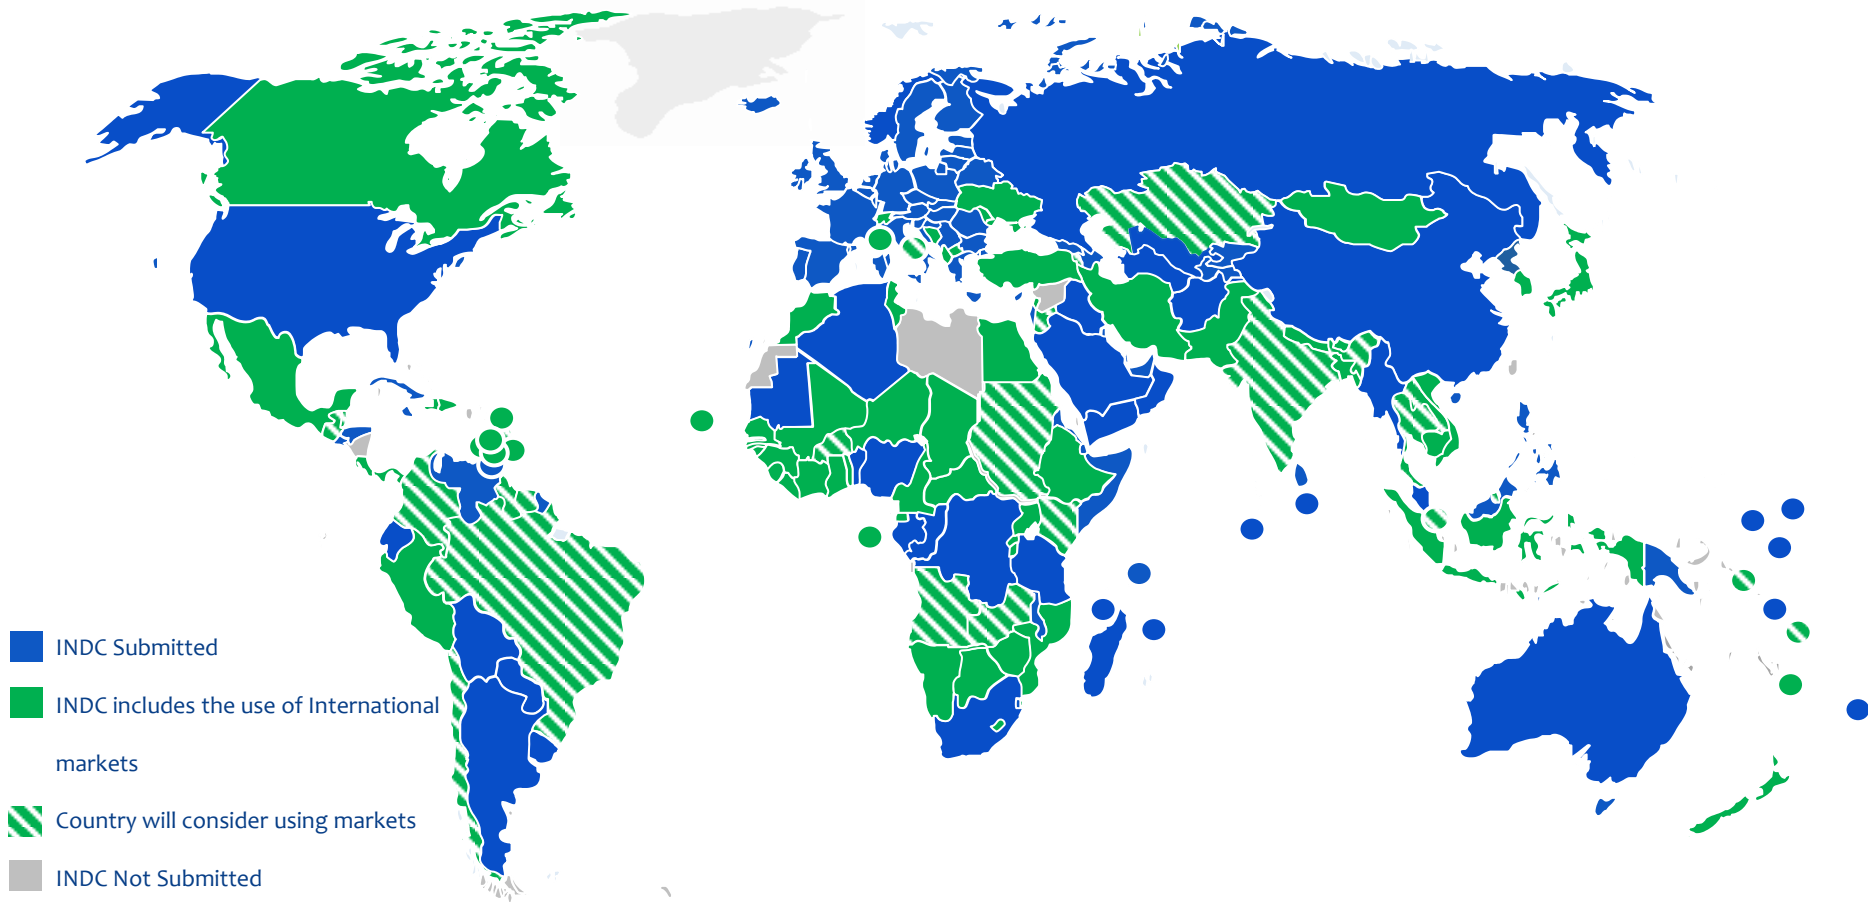 INDC Submitted
INDC includes the use of International
markets
Country will consider using markets
INDC Not Submitted